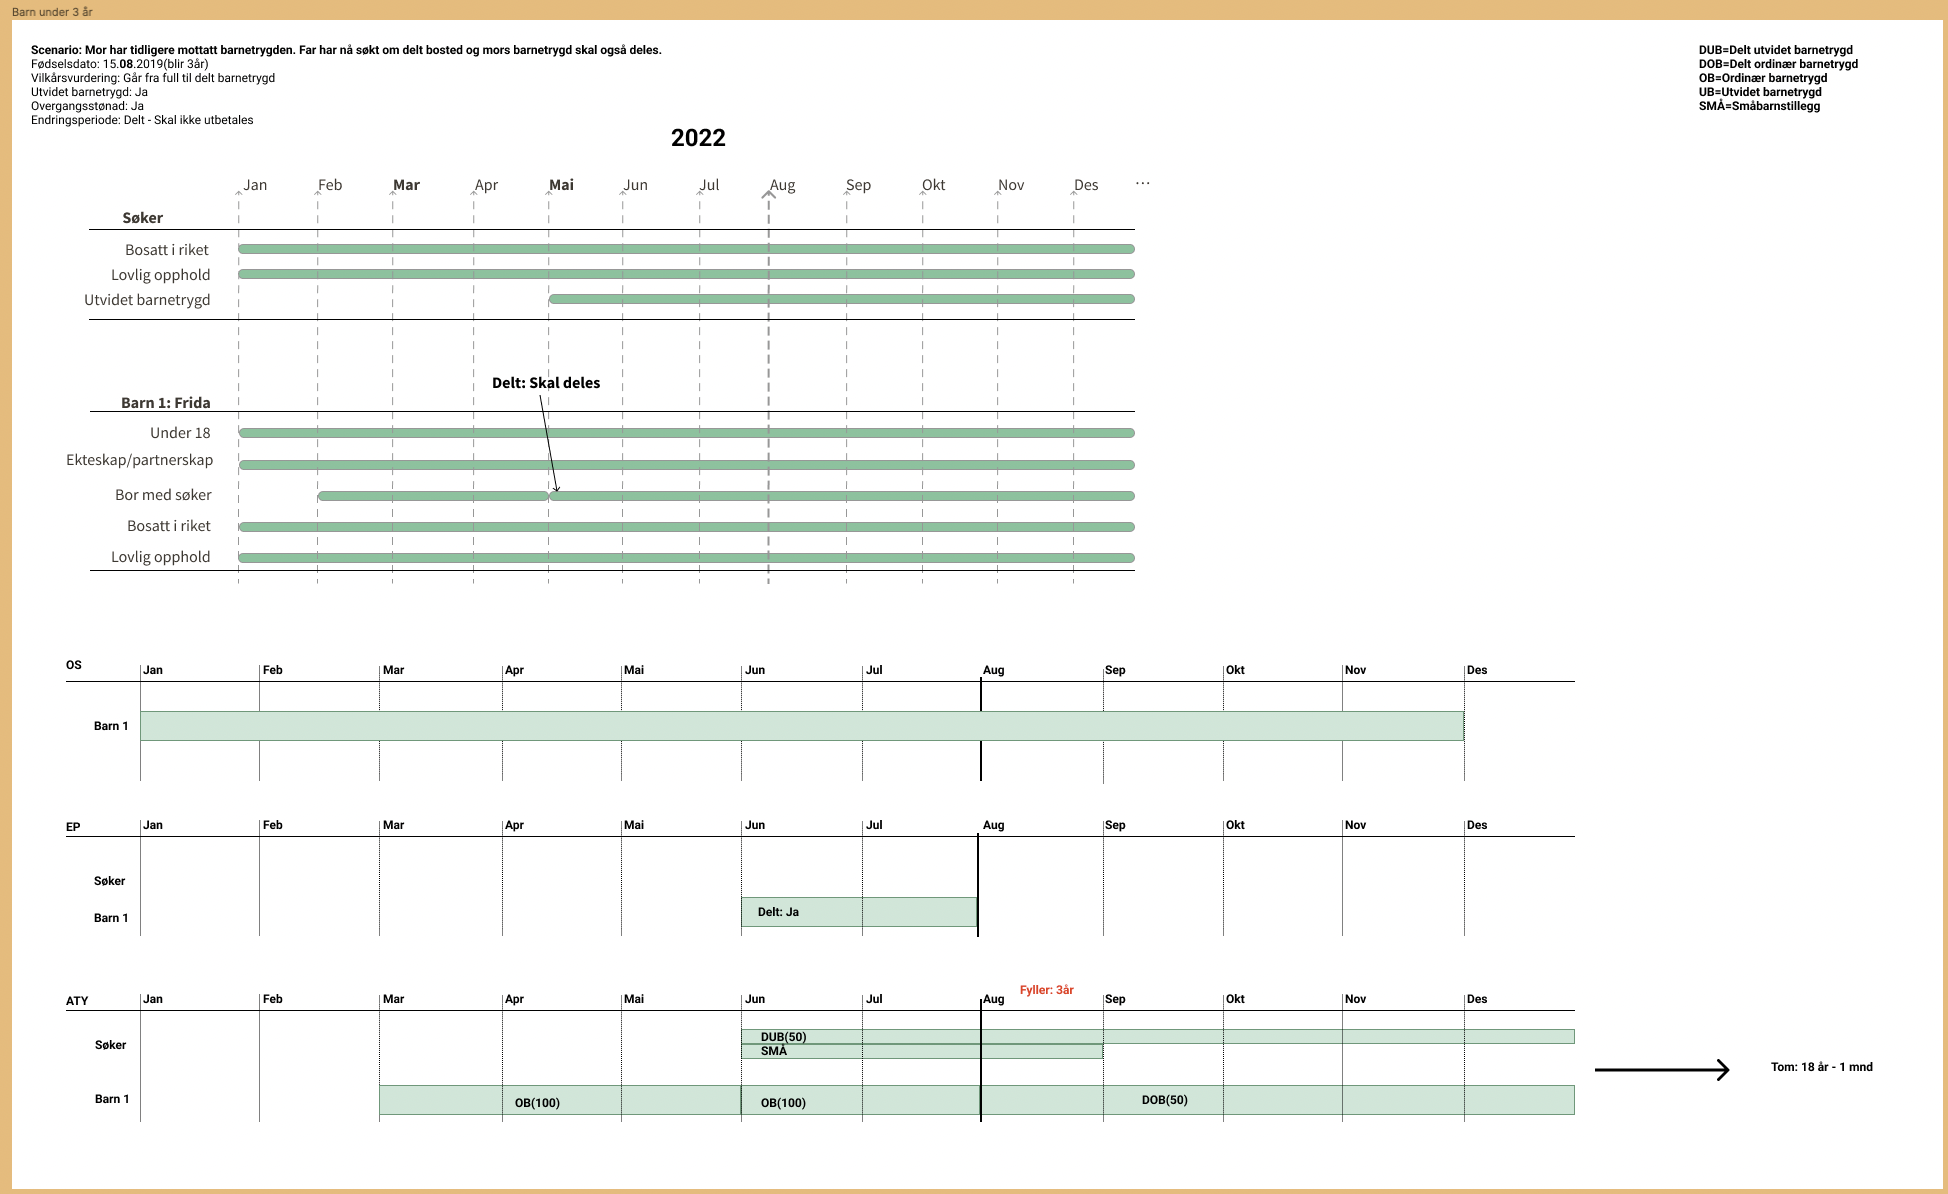 Barn under 3 år
Scenario: Mor har tidligere mottatt barnetrygden. Far har nå søkt om delt bosted og mors barnetrygd skal også deles.
Fødselsdato: 15.08.2019(blir 3år)
Vilkårsvurdering: Går fra full til delt barnetrygd
Utvidet barnetrygd: Ja
Overgangsstønad: Ja
Endringsperiode: Delt - Skal ikke utbetales
DUB=Delt utvidet barnetrygd
DOB=Delt ordinær barnetrygd
OB=Ordinær barnetrygd
UB=Utvidet barnetrygd
SMÅ=Småbarnstillegg
2022
Jan Feb Mar Apr Mai Jun Jul Aug Sep Okt Nov Des ...
Søker
Bosatt i riket
Lovlig opphold
Utvidet barnetrygd
Delt: Skal deles
Barn 1: Frida
Under 18
Ekteskap/partnerskap
Bor med søker
Bosatt i riket
Lovlig opphold
OS Jan Feb Mar Apr Mai Jun Jul Aug Sep Okt Nov Des
Barn 1
EP Jan Feb Mar Apr Mai Jun Jul Aug Sep Okt Nov Des
Søker
Barn 1 Delt: Ja
Fyller: 3år
ATY Jan Feb Mar Apr Mai Jun Jul Aug Sep Okt Nov Des
Søker DUB(50)
SMÅ
Tom: 18 år - 1 mnd
Barn 1 OB(100) OB(100) DOB(50)